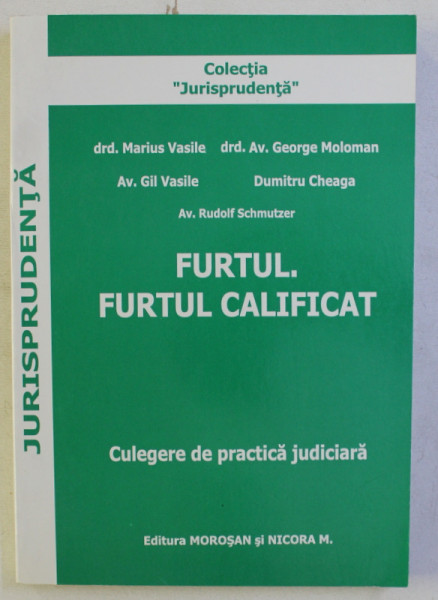 Colecţia
"Jurisprudenţă"
drd. Marius Vasile drd. Av. George Moloman
Av. Gil Vasile Dumitru Cheaga
Av. Rudolf Schmutzer
FURTUL.
FURTUL CALIFICAT
Culegere de practică judiciară
Editura MOROŞAN şi NICORA M.
JURISPRUDENŢĂ